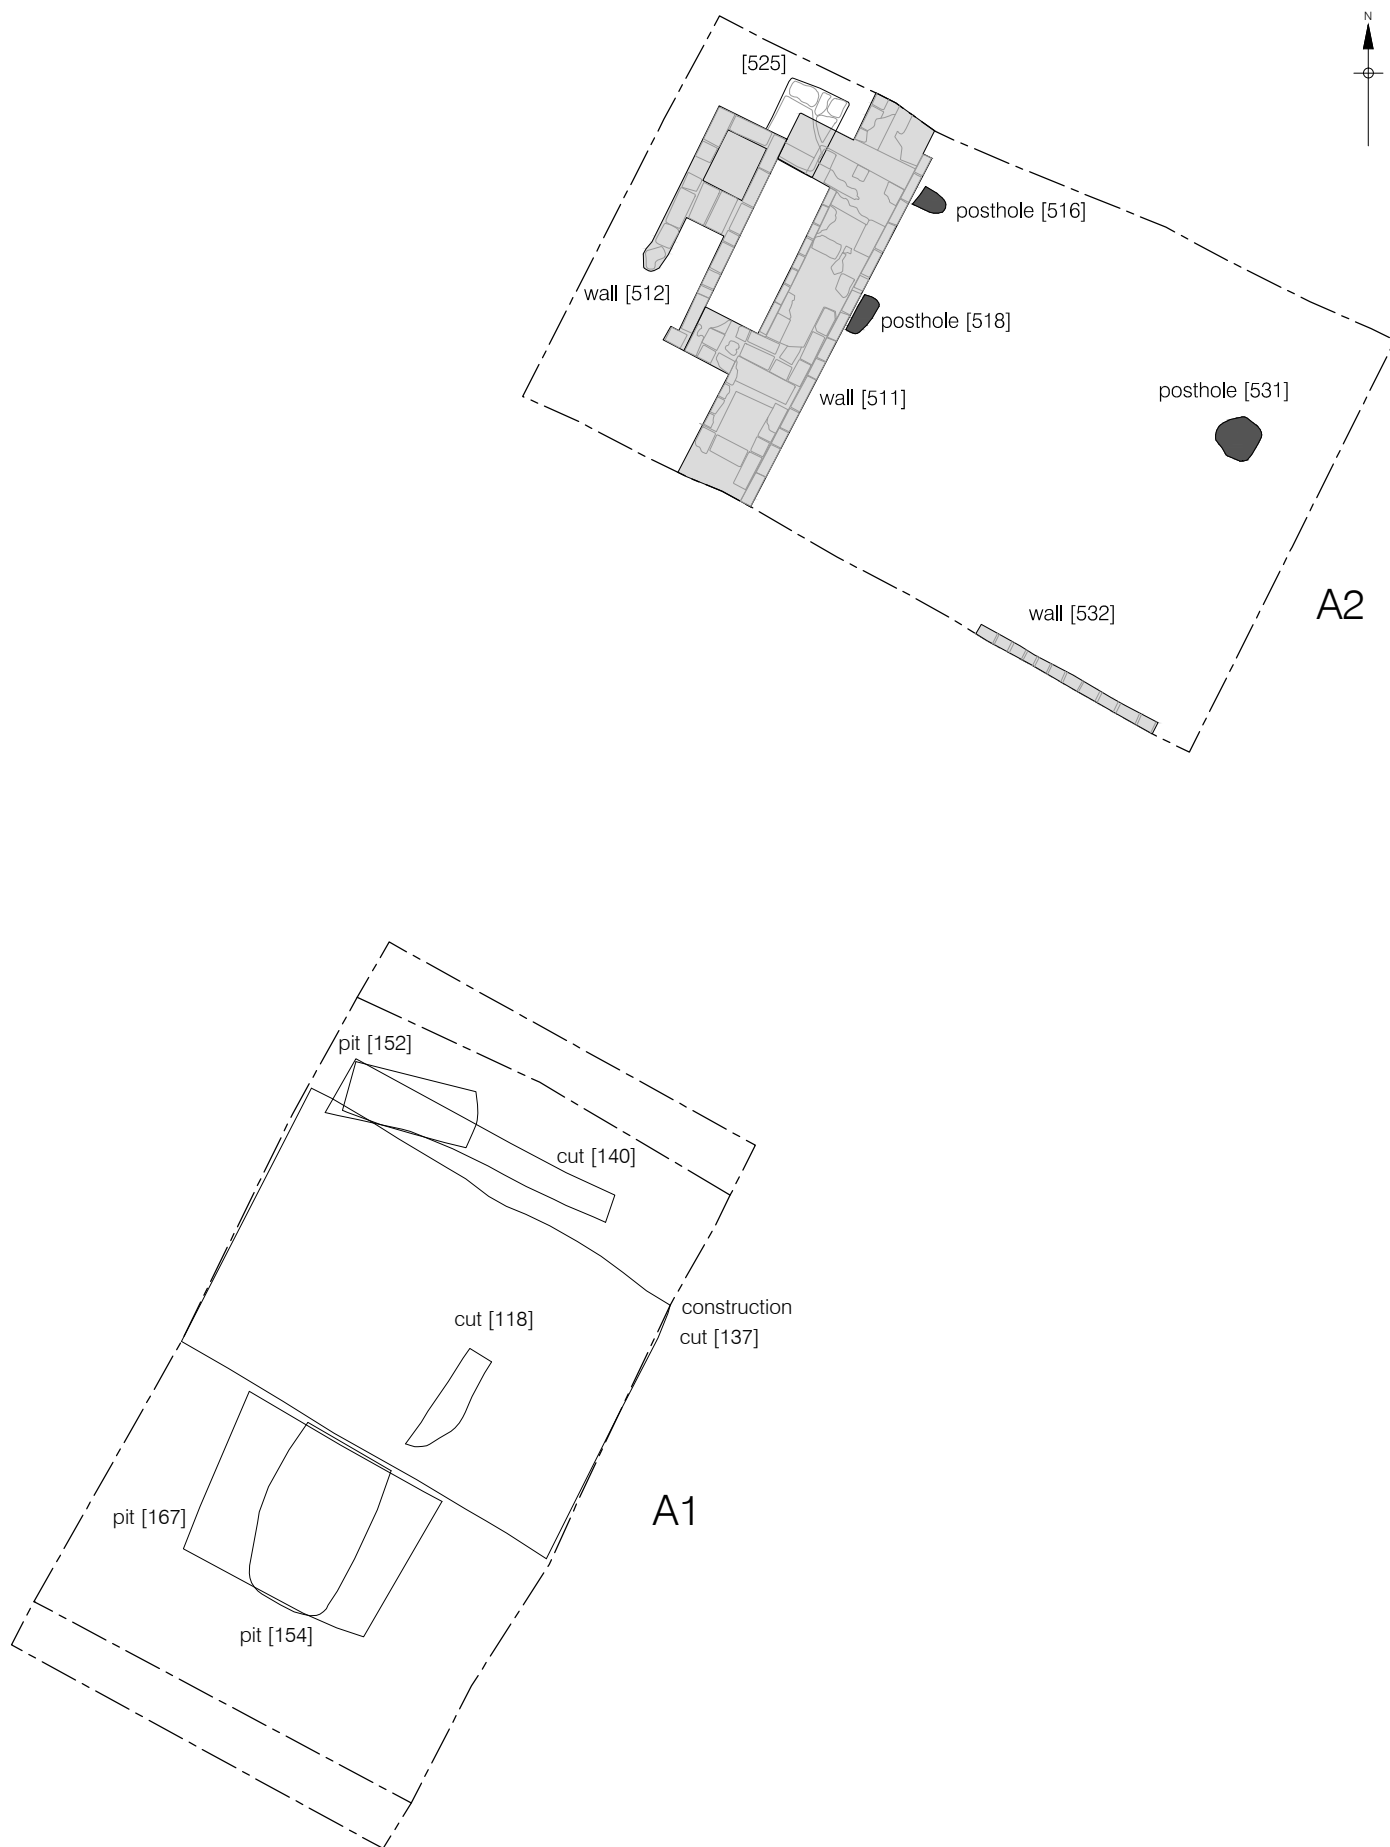 N
[525]
posthole [516]
wall [512]
posthole [518]
wall [511]
posthole [531]
A2
wall [532]
pit [152]
cut [140]
construction
cut [137]
cut [118]
A1
pit [167]
pit [154]